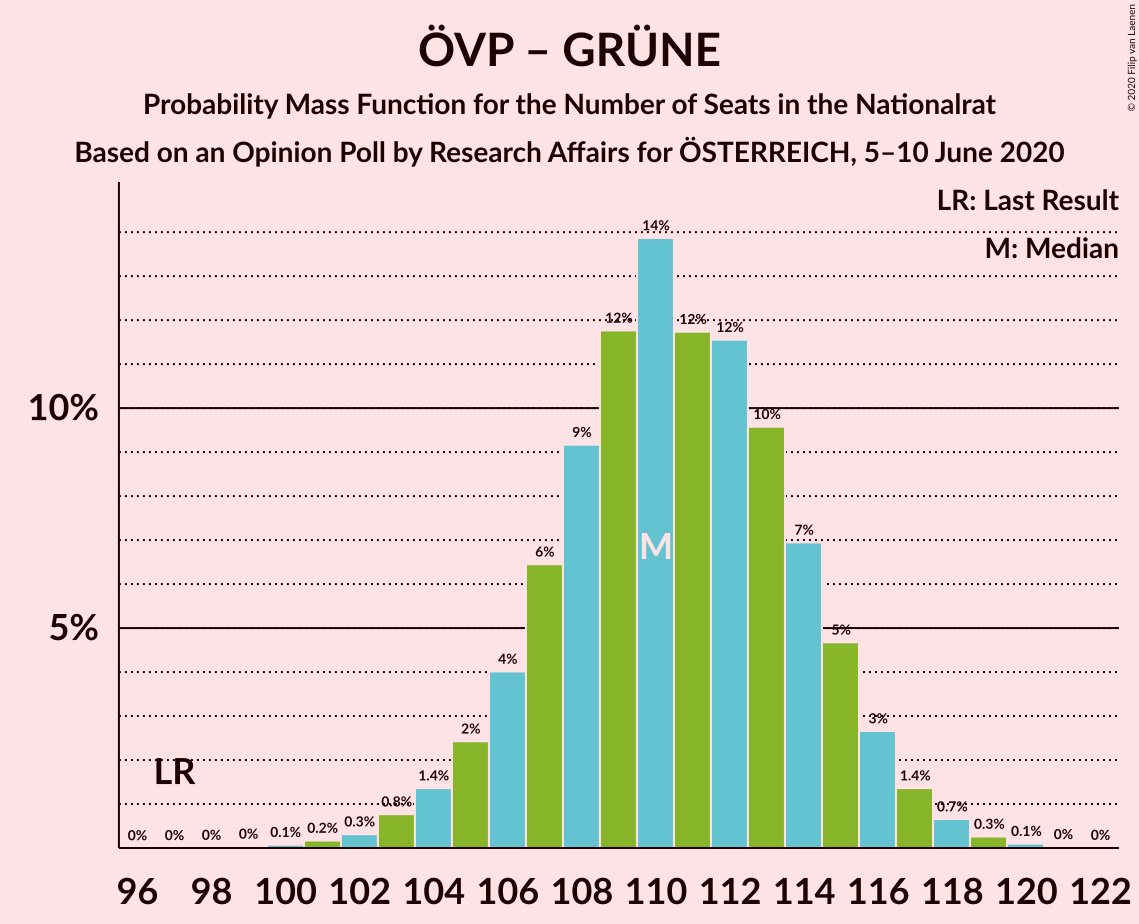 ÖVP – GRÜNE
Probability Mass Function for the Number of Seats in the Nationalrat
Based on an Opinion Poll by Research Affairs for ÖSTERREICH, 5–10 June 2020
© 2020 Filip van Laenen
LR: Last Result
M: Median
10%
5%
0% 0% 0% 0% 0.1% 0.2% 0.3% 0.8% 1.4% 2% 4% 6% 9% 12% 14% 12% 12% 10% 7% 5% 3% 1.4% 0.7% 0.3% 0.1% 0% 0%
M
LR
96 98 100 102 104 106 108 110 112 114 116 118 120 122